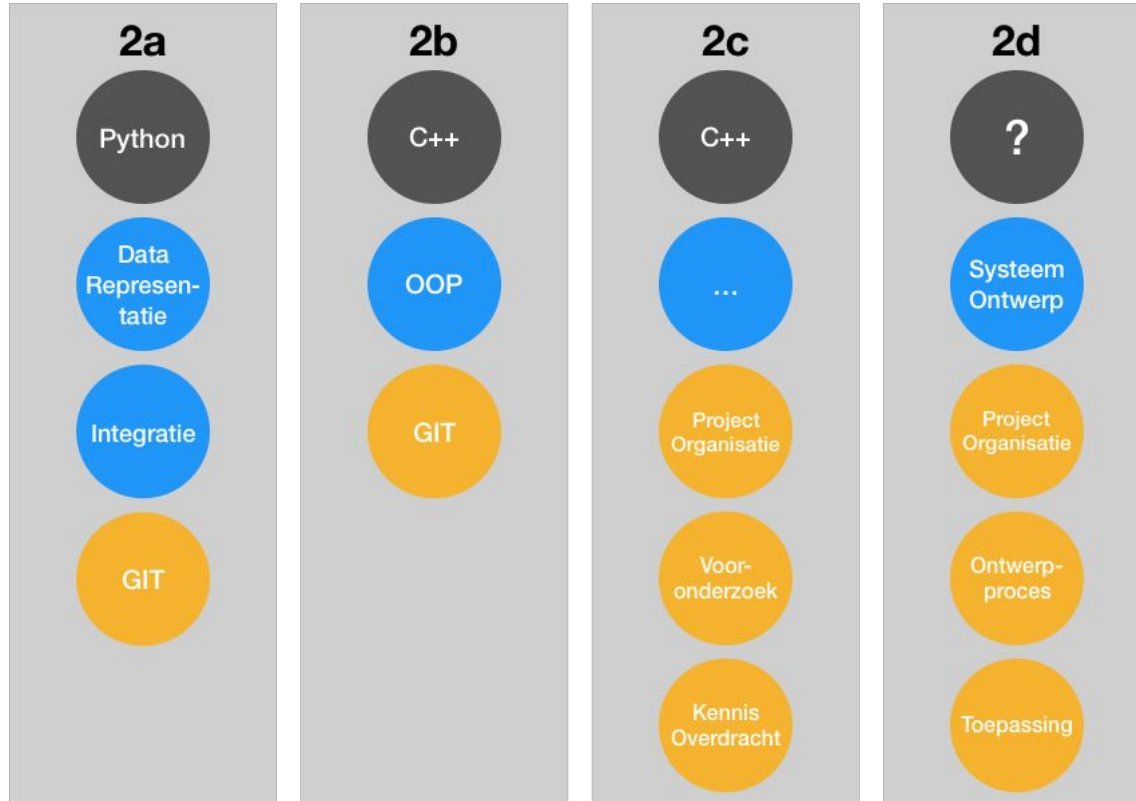 2a
Python
Data
Represen-
tatie
Integratie
GIT
2b
C++
OOP
GIT
2c
C++
...
Project
Organisatie
Voor-
onderzoek
Kennis
Overdracht
2d
?
Systeem
Ontwerp
Project
Organisatie
Ontwerp-
proces
Toepassing